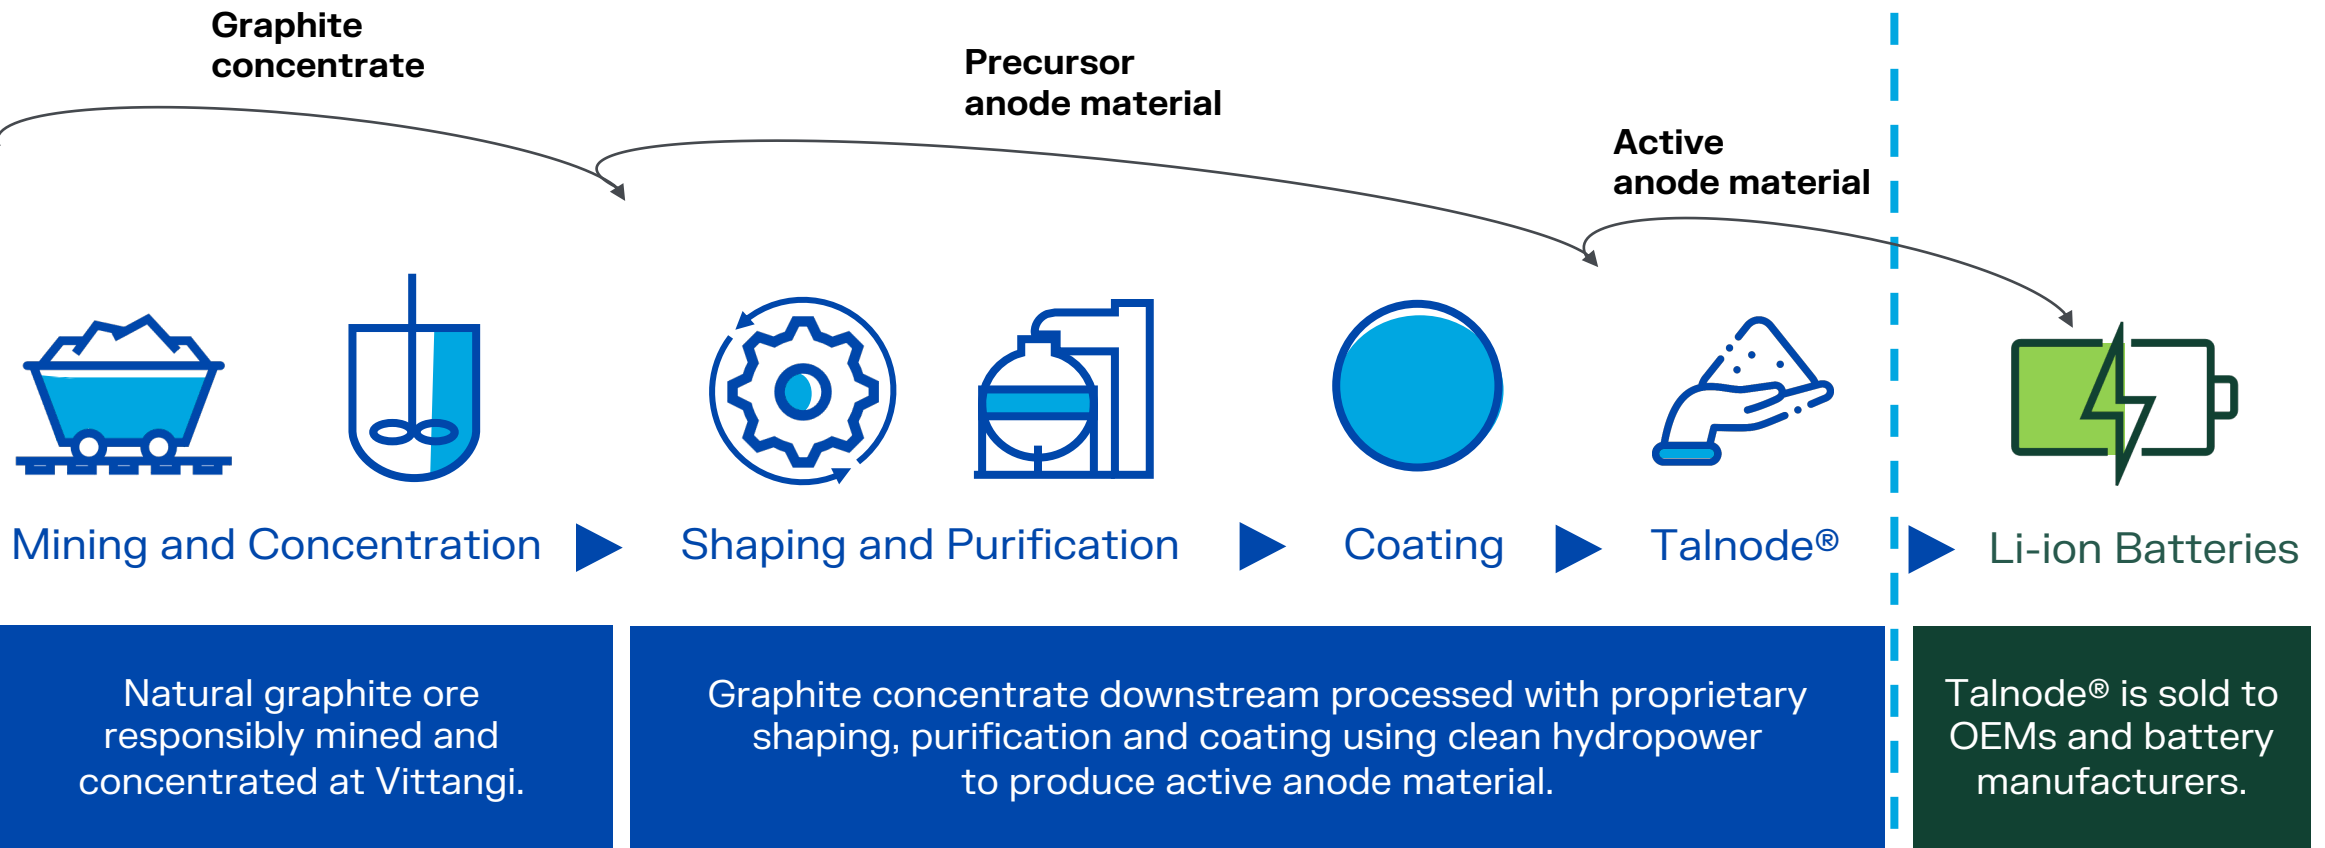 Graphite
concentrate
Precursor
anode material
Active
anode material
Mining and Concentration
Shaping and Purification
Coating
Talnode®
Li-ion Batteries
Natural graphite ore
responsibly mined and
concentrated at Vittangi.
Graphite concentrate downstream processed with proprietary
shaping, purification and coating using clean hydropower
to produce active anode material.
Talnode® is sold to
OEMs and battery
manufacturers.